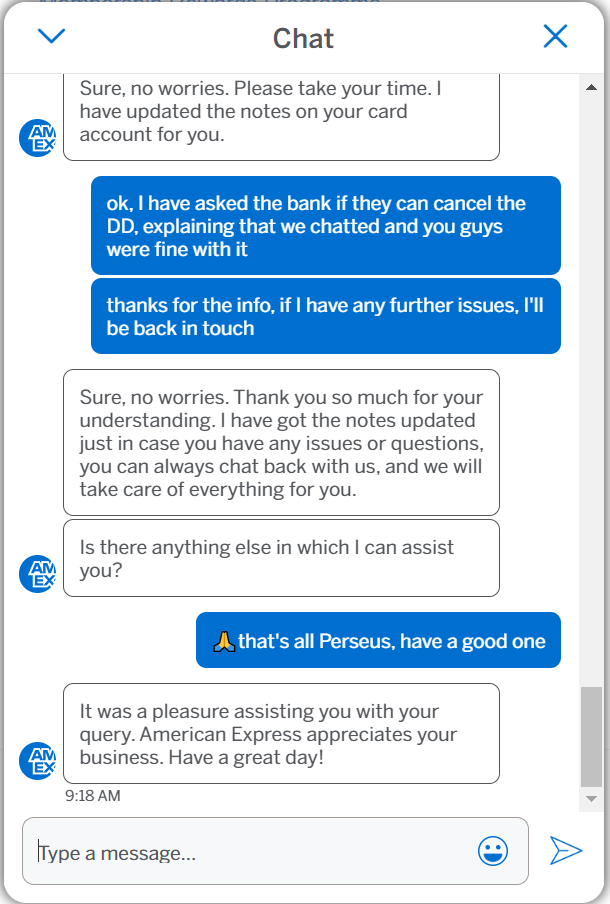 Chat
Sure, no worries. Please take your time. I
have updated the notes on your card
account for you.
AM
EX
ok, I have asked the bank if they can cancel the
DD, explaining that we chatted and you guys
were fine with it
thanks for the info, if I have any further issues, I'll
be back in touch
Sure, no worries. Thank you so much for your
understanding. I have got the notes updated
just in case you have any issues or questions,
you can always chat back with us, and we will
take care of everything for you.
Is there anything else in which I can assist
you?
AM
EX
🙏that's all Perseus, have a good one
It was a pleasure assisting you with your
query. American Express appreciates your
business. Have a great day!
AM
EX
9:18 AM
Type a message...